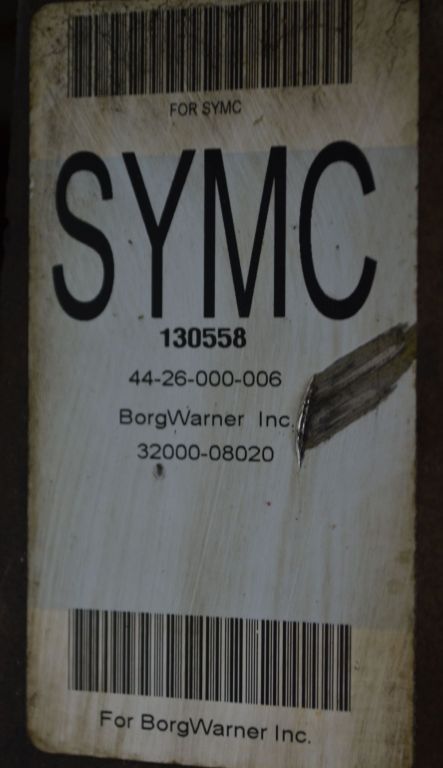 FOR SYMC
SYMC
130558
44-26-000-006
BorgWarner Inc.
32000-08020
For BorgWarner Inc.